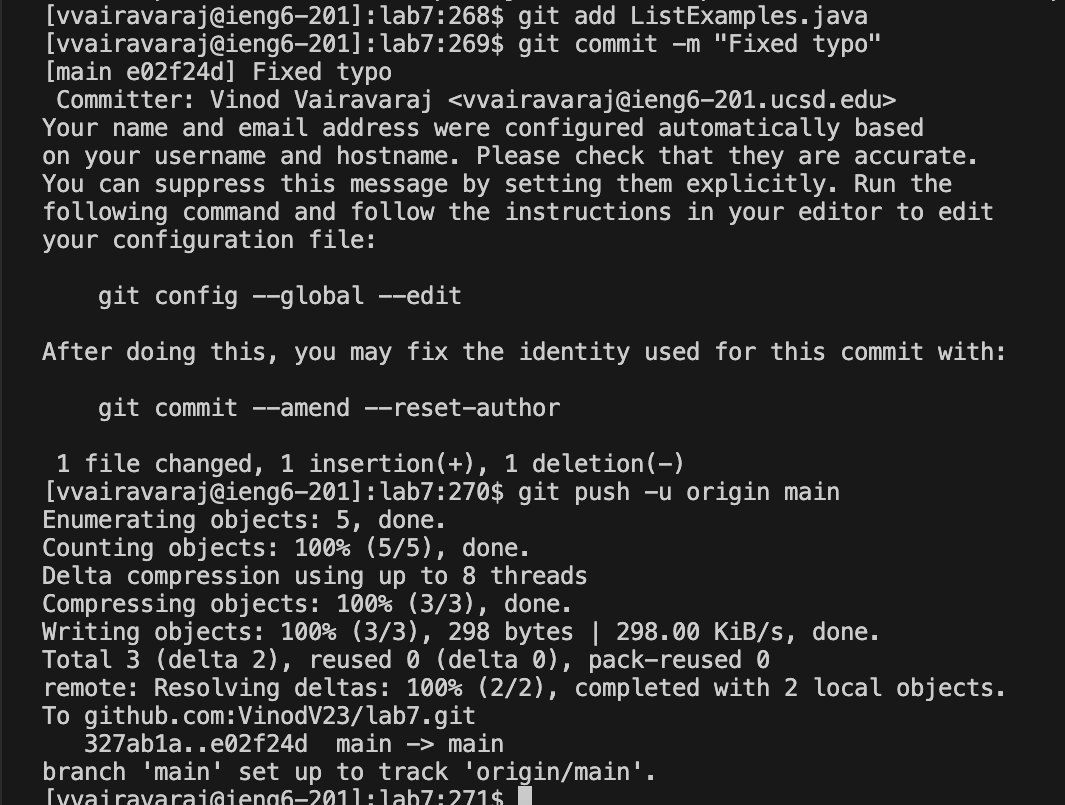 [vvairavaraj@ieng6-201]:lab7:268$ git add ListExamples.java
[vvairavaraj@ieng6-201]:lab7:269$ git commit -m "Fixed typo"
[main e02f24d] Fixed typo
 Committer: Vinod Vairavaraj <vvairavaraj@ieng6-201.ucsd.edu>
Your name and email address were configured automatically based
on your username and hostname. Please check that they are accurate.
You can suppress this message by setting them explicitly. Run the
following command and follow the instructions in your editor to edit
your configuration file:

    git config --global --edit

After doing this, you may fix the identity used for this commit with:

    git commit --amend --reset-author

 1 file changed, 1 insertion(+), 1 deletion(-)
[vvairavaraj@ieng6-201]:lab7:270$ git push -u origin main
Enumerating objects: 5, done.
Counting objects: 100% (5/5), done.
Delta compression using up to 8 threads
Compressing objects: 100% (3/3), done.
Writing objects: 100% (3/3), 298 bytes | 298.00 KiB/s, done.
Total 3 (delta 2), reused 0 (delta 0), pack-reused 0
remote: Resolving deltas: 100% (2/2), completed with 2 local objects.
To github.com:VinodV23/lab7.git
   327ab1a..e02f24d  main -> main
branch 'main' set up to track 'origin/main'.
[vvairavaraj@ieng6-201]:lab7:271$